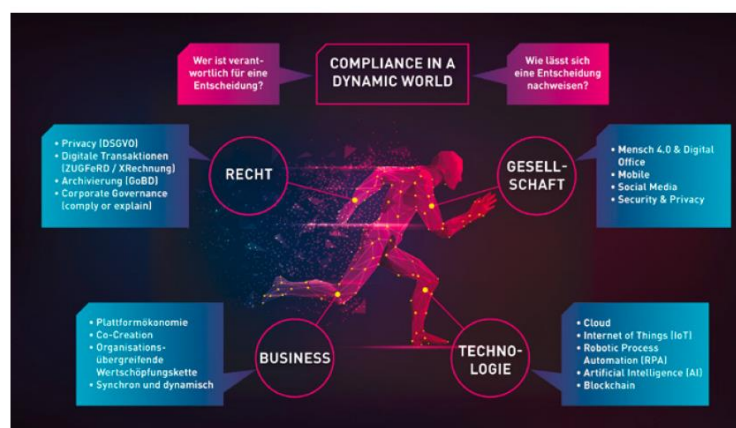 Wer ist verant-
wortlich für eine
Entscheidung?
COMPLIANCE IN A
DYNAMIC WORLD
Wie lässt sich
eine Entscheidung
nachweisen?
• Privacy (DSGVO)
• Digitale Transaktionen
(ZUGFeRD / XRechnung)
• Archivierung (GoBD)
• Corporate Governance
(comply or explain)
RECHT
GESELL-
SCHAFT
• Mensch 4.0 & Digital
Office
• Mobile
• Social Media
• Security & Privacy
• Plattformökonomie
• Co-Creation
• Organisations-
übergreifende
Wertschöpfungskette
• Synchron und dynamisch
BUSINESS
TECHNO-
LOGIE
• Cloud
• Internet of Things (IoT)
• Robotic Process
Automation (RPA)
• Artificial Intelligence (AI)
• Blockchain